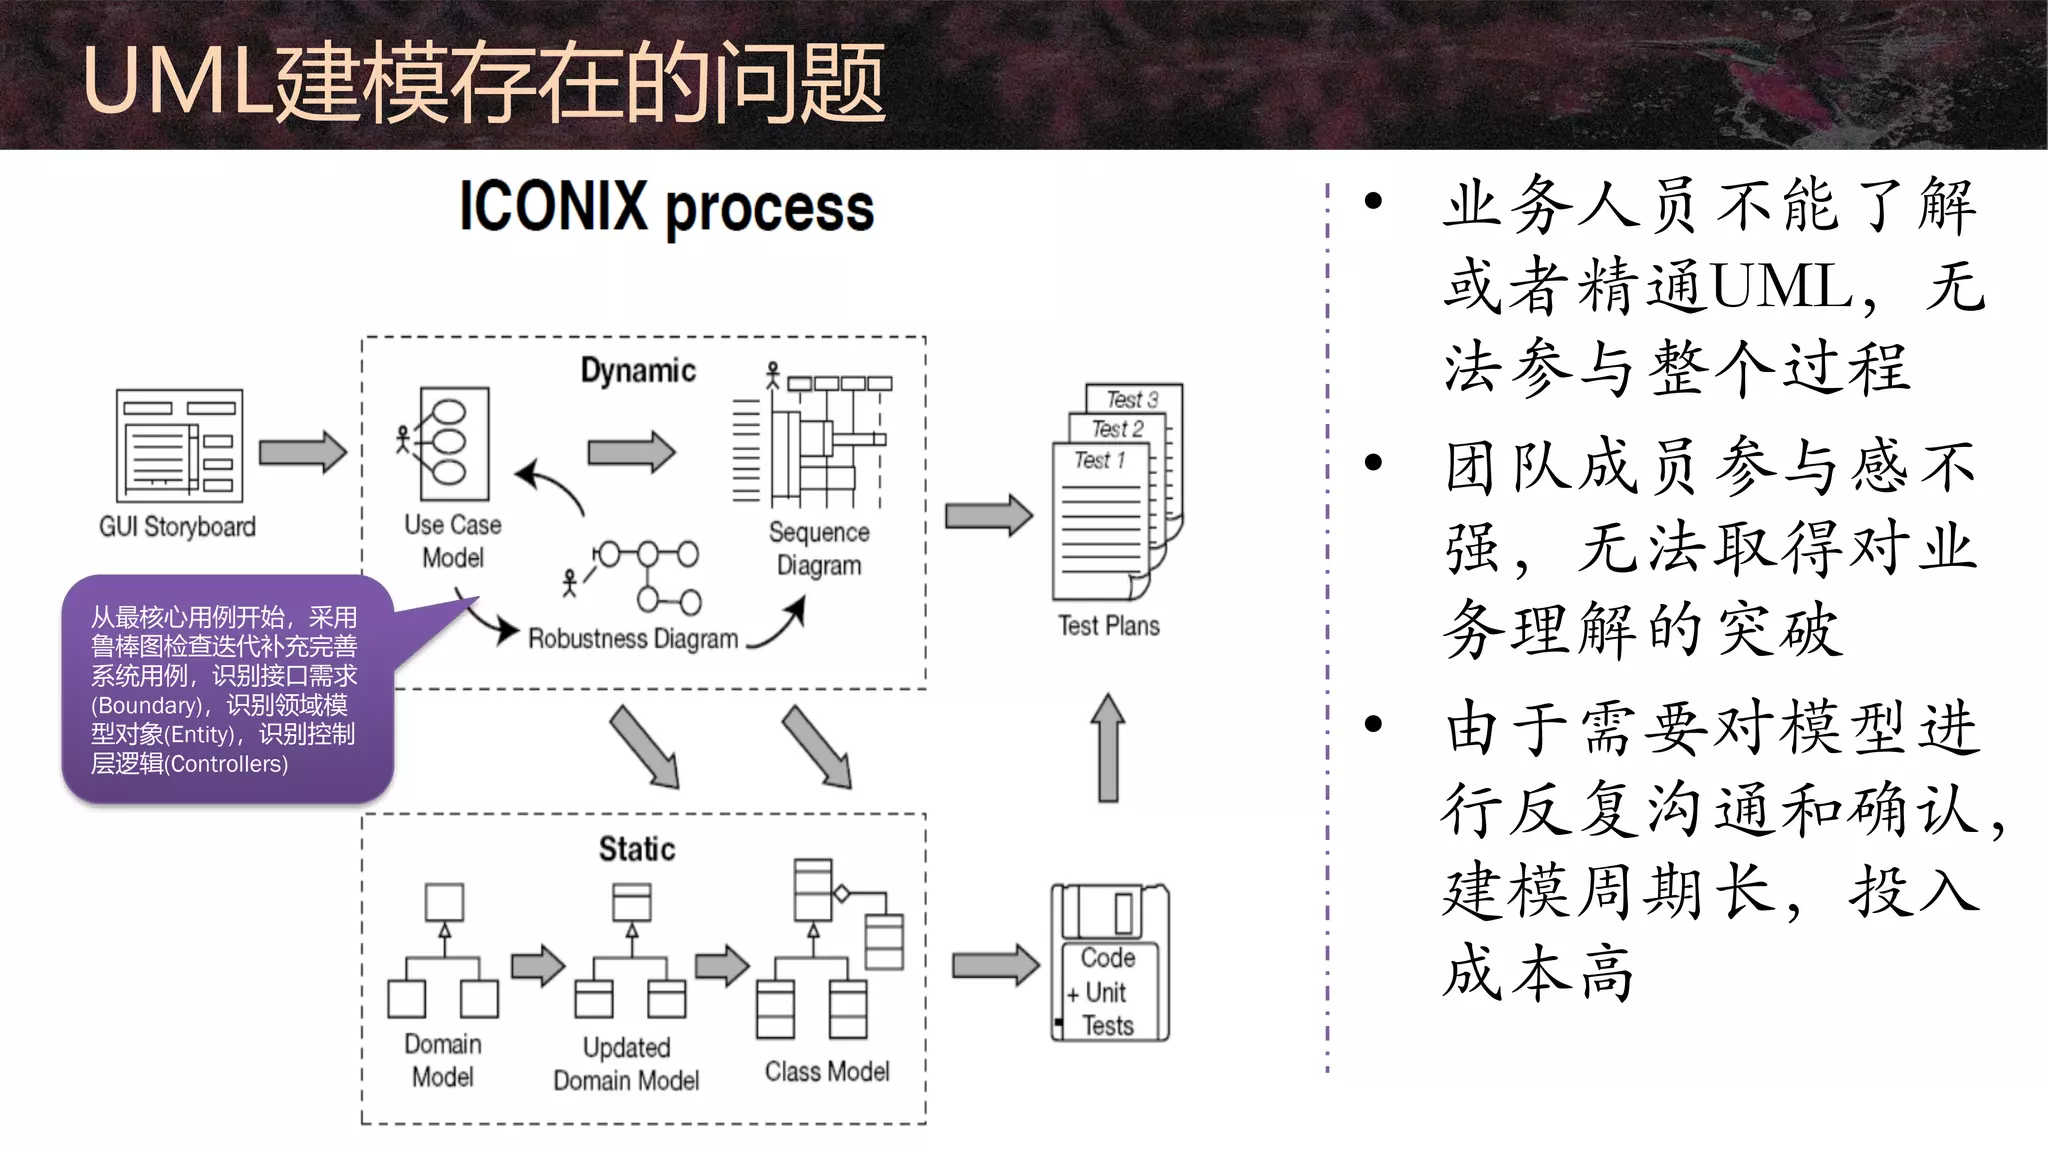 UML建模存在的问题
ICONIX process
Dynamic
GUI Storyboard
Use Case
Model
Sequence
Diagram
Robustness Diagram
Test 3
Test 2
Test 1
Test Plans
从最核心用例开始，采用
鲁棒图检查迭代补充完善
系统用例，识别接口需求
(Boundary)，识别领域模
型对象(Entity)，识别控制
层逻辑(Controllers)
Static
Domain
Model
Updated
Domain Model
Class Model
Code
+ Unit
Tests
• 业务人员不能了解
或者精通UML，无
法参与整个过程
• 团队成员参与感不
强，无法取得对业
务理解的突破
• 由于需要对模型进
行反复沟通和确认，
建模周期长，投入
成本高